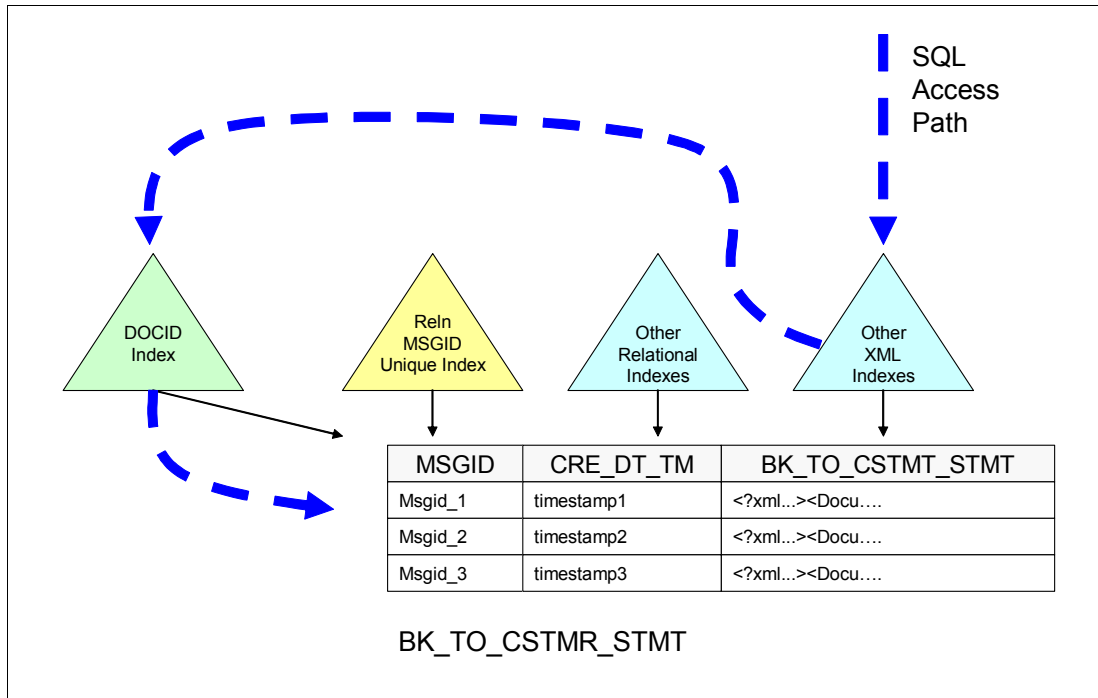 SQL
Access
Path
DOCID
Index
Reln
MSGID
Unique Index
Other
Relational
Indexes
Other
XML
Indexes
MSGID CRE_DT_TM BK_TO_CSTMT_STMT
Msgid_1 timestamp1 <?xml...><Docu....
Msgid_2 timestamp2 <?xml...><Docu....
Msgid_3 timestamp3 <?xml...><Docu....
BK_TO_CSTMR_STMT